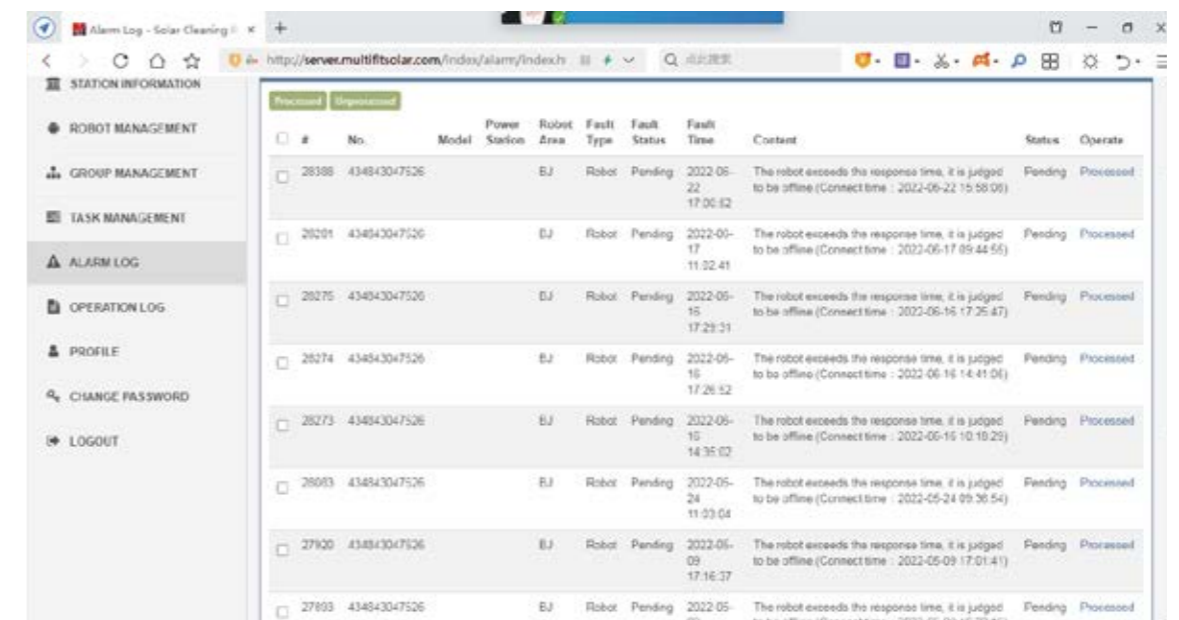 Alarm Log - Solar Cleaning
http://server.multifitsolar.com/index/alarm/index.h
点此搜索
STATION INFORMATION
ROBOT MANAGEMENT
GROUP MANAGEMENT
TASK MANAGEMENT
ALARM LOG
OPERATION LOG
PROFILE
CHANGE PASSWORD
LOGOUT
Processed Unprocessed
# No. Model Power Station Robot Area Fault Type Fault Status Fault Time Content Status Operate
28388 434843047526 BJ Robot Pending 2022-06- The robot exceeds the response time, it is judged Pending Processed
22 to be offline (Connect time : 2022-06-22 15:58:08)
17:00:52
434843047526 BJ Robot Pending 2022-06- The robot exceeds the response time, it is judged Pending Processed
17 to be offline (Connect time : 2022-06-17 09:44:55)
11:02:41
28275 434843047526 BJ Robot Pending 2022-06- The robot exceeds the response time, it is judged Pending Processed
16 to be offline (Connect time : 2022-06-16 17:25:47)
17:29:31
28274 434843047526 BJ Robot Pending 2022-06- The robot exceeds the response time, it is judged Pending Processed
16 to be offline (Connect time : 2022-06-16 14:41:06)
17:26:52
28273 434843047526 BJ Robot Pending 2022-06- The robot exceeds the response time, it is judged Pending Processed
16 to be offline (Connect time : 2022-06-16 10:18:29)
14:35:02
28083 434843047526 BJ Robot Pending 2022-05- The robot exceeds the response time, it is judged Pending Processed
24 to be offline (Connect time : 2022-05-24 09:36:54)
11:03:04
27920 434843047526 BJ Robot Pending 2022-05- The robot exceeds the response time, it is judged Pending Processed
09 to be offline (Connect time : 2022-05-09 17:01:41)
17:16:37
27893 434843047526 BJ Robot Pending 2022-05- The robot exceeds the response time, it is judged Pending Processed